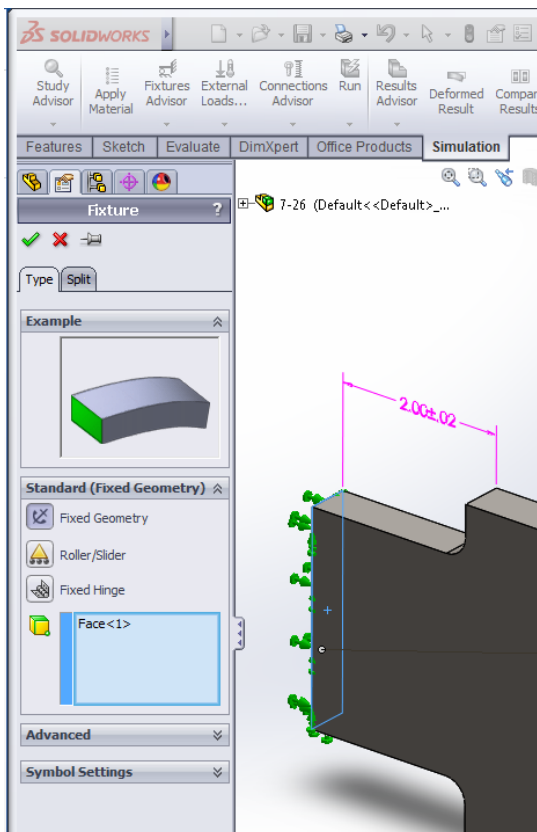 SOLIDWORKS
Study Advisor
Apply Material
Fixtures Advisor
External Loads...
Connections Advisor
Run
Results Advisor
Deformed Result
Compar
Results
Features
Sketch
Evaluate
DimXpert
Office Products
Simulation
Fixture ?
7-26 (Default<<Default>_...
Type
Split
Example
2.00±.02
Standard (Fixed Geometry)
Fixed Geometry
Roller/Slider
Fixed Hinge
Face<1>
Advanced
Symbol Settings